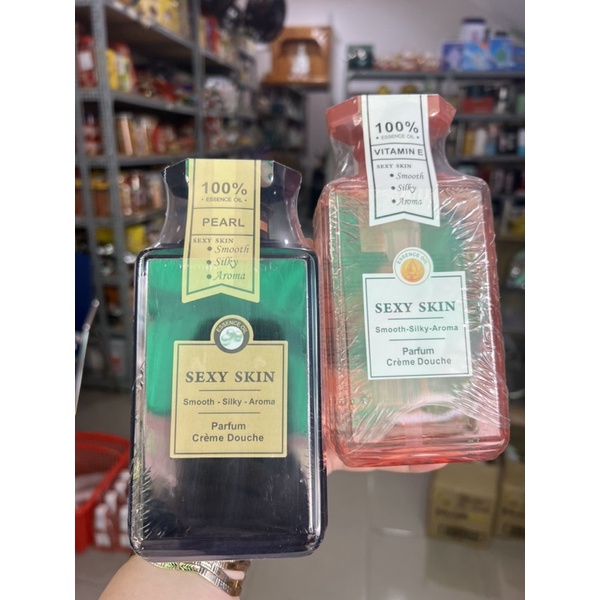 100%
• ESSENCE OIL •
PEARL
SEXY SKIN
• Smooth
• Silky
• Aroma
ESSENCE OIL
SEXY SKIN
Smooth - Silky - Aroma
Parfum
Crème Douche
100%
• ESSENCE OIL •
VITAMIN E
SEXY SKIN
• Smooth
• Silky
• Aroma
ESSENCE OIL
SEXY SKIN
Smooth-Silky-Aroma
Parfum
Crème Douche